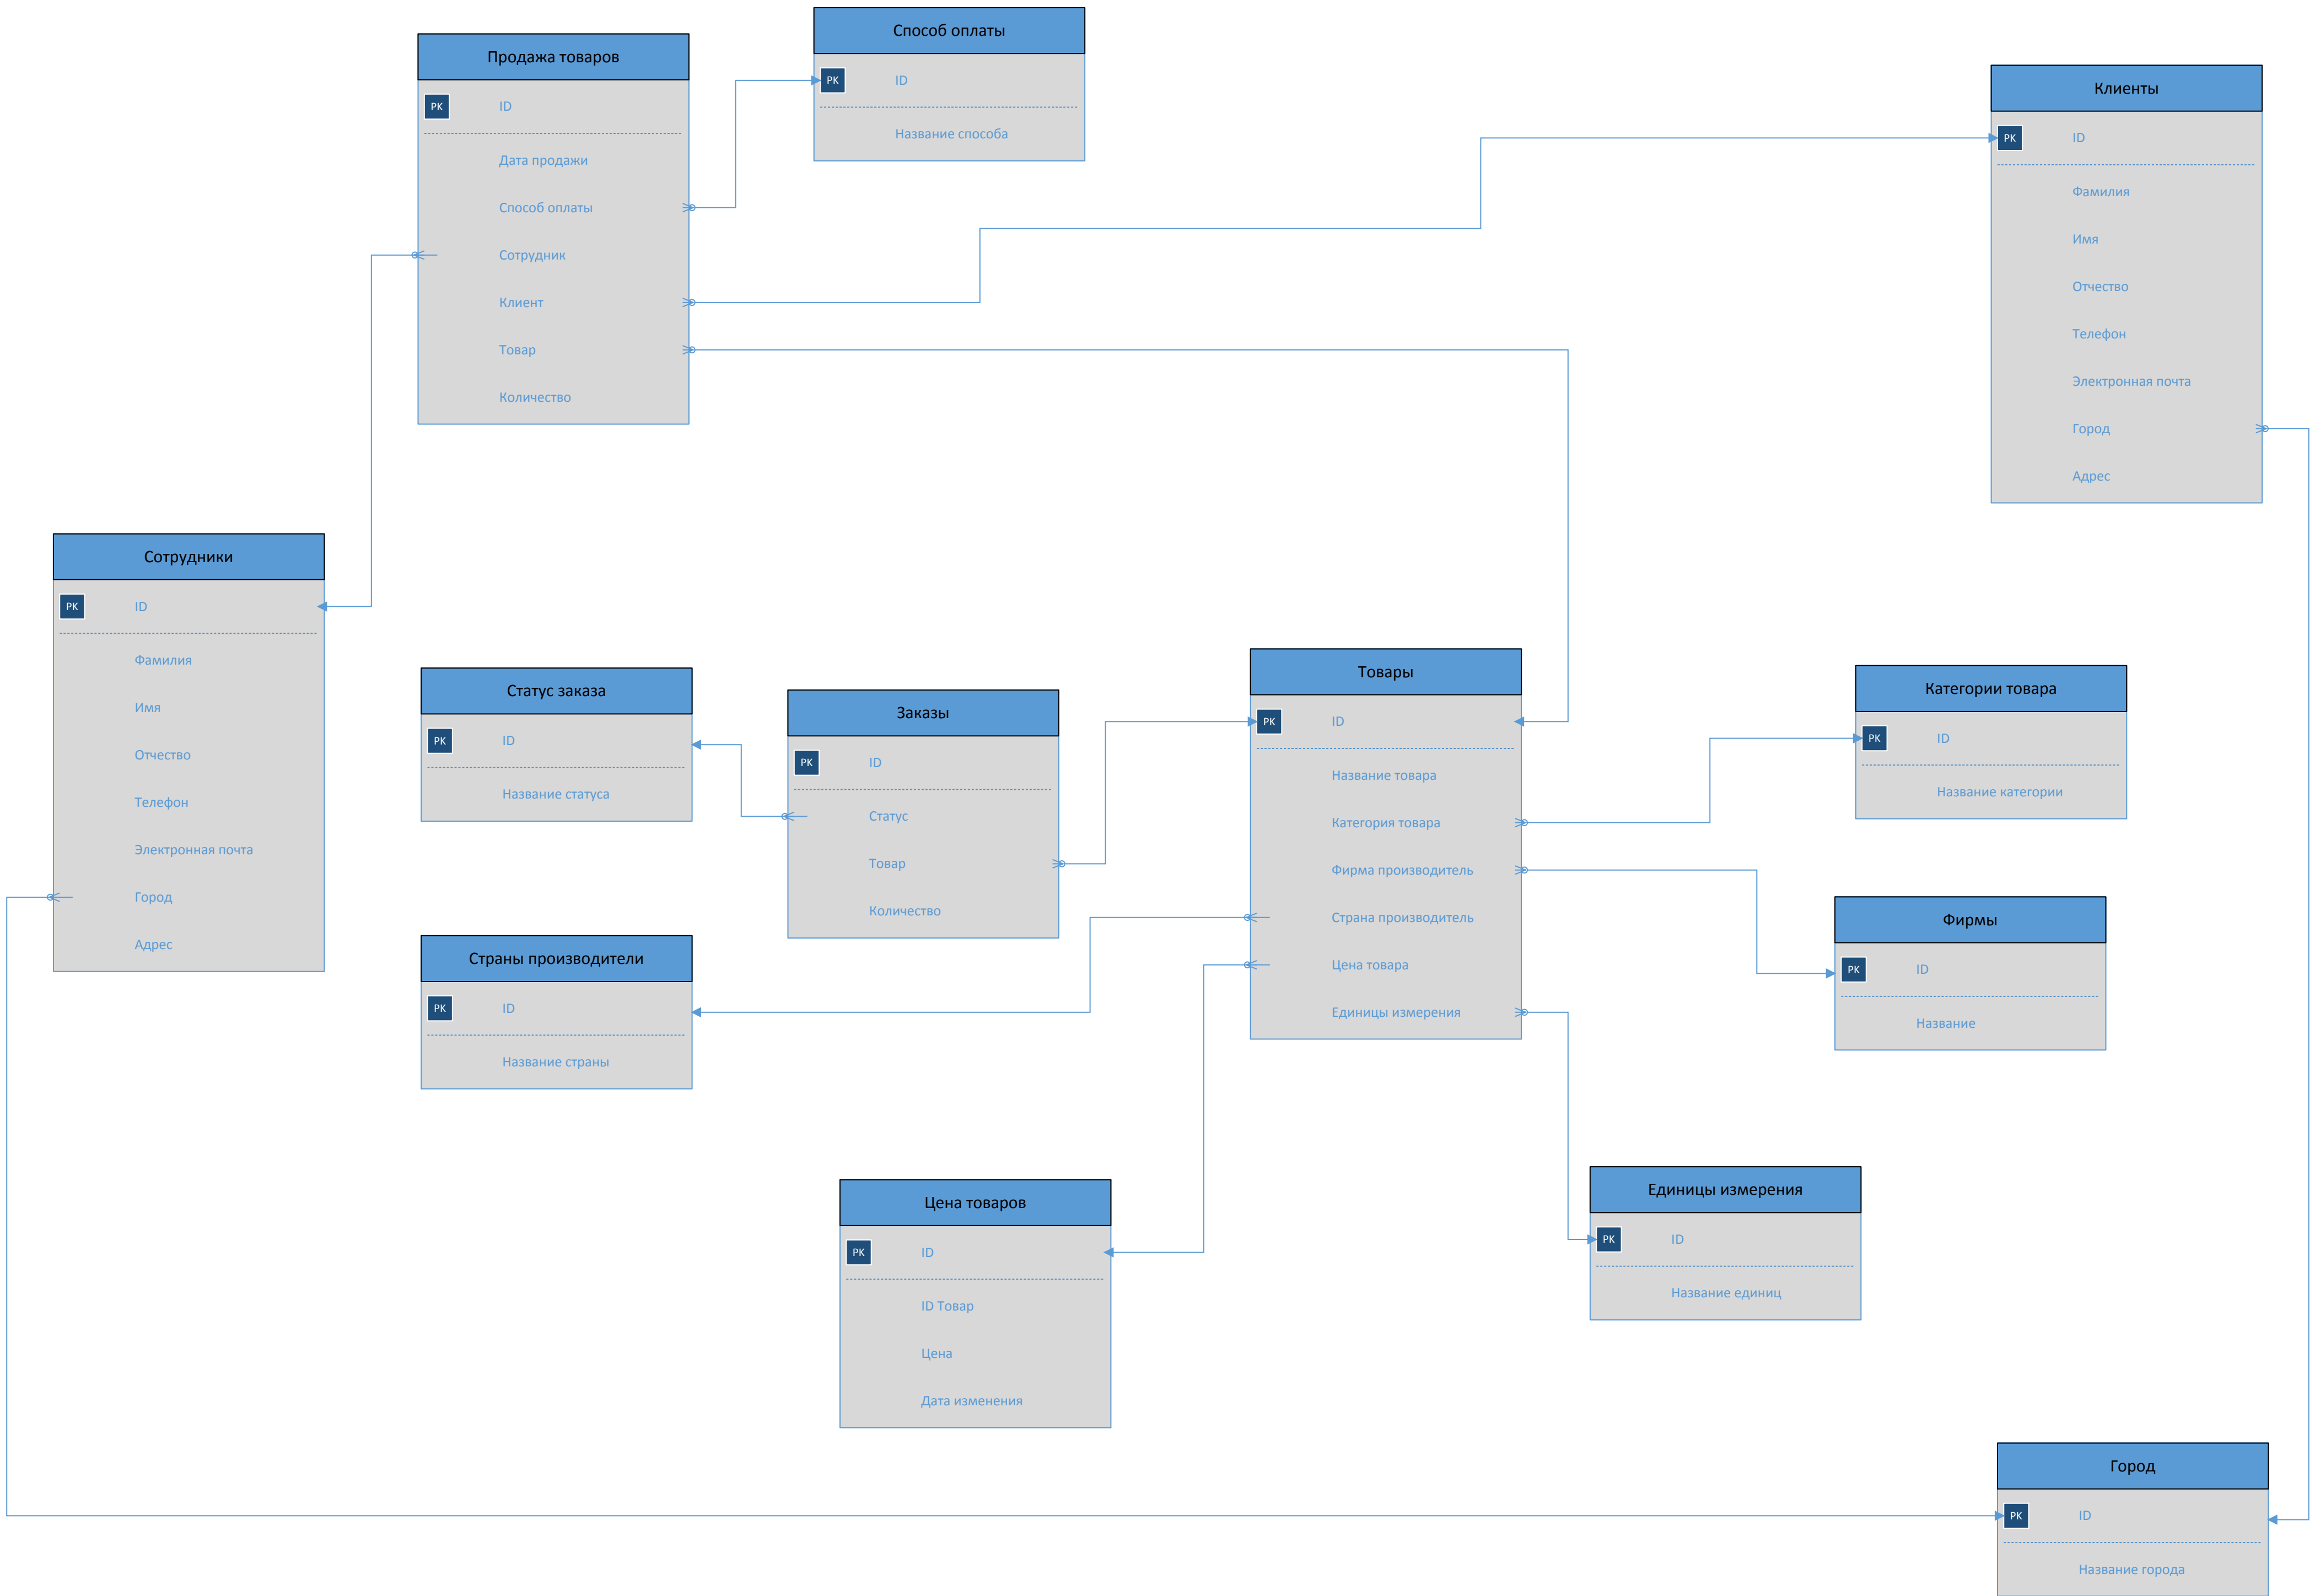 Способ оплаты
PK ID
Название способа
Продажа товаров
PK ID
Дата продажи
Способ оплаты
Сотрудник
Клиент
Товар
Количество
Клиенты
PK ID
Фамилия
Имя
Отчество
Телефон
Электронная почта
Город
Адрес
Сотрудники
PK ID
Фамилия
Имя
Отчество
Телефон
Электронная почта
Город
Адрес
Статус заказа
PK ID
Название статуса
Заказы
PK ID
Статус
Товар
Количество
Товары
PK ID
Название товара
Категория товара
Фирма производитель
Страна производитель
Цена товара
Единицы измерения
Категории товара
PK ID
Название категории
Фирмы
PK ID
Название
Страны производители
PK ID
Название страны
Цена товаров
PK ID
ID Товар
Цена
Дата изменения
Единицы измерения
PK ID
Название единиц
Город
PK ID
Название города